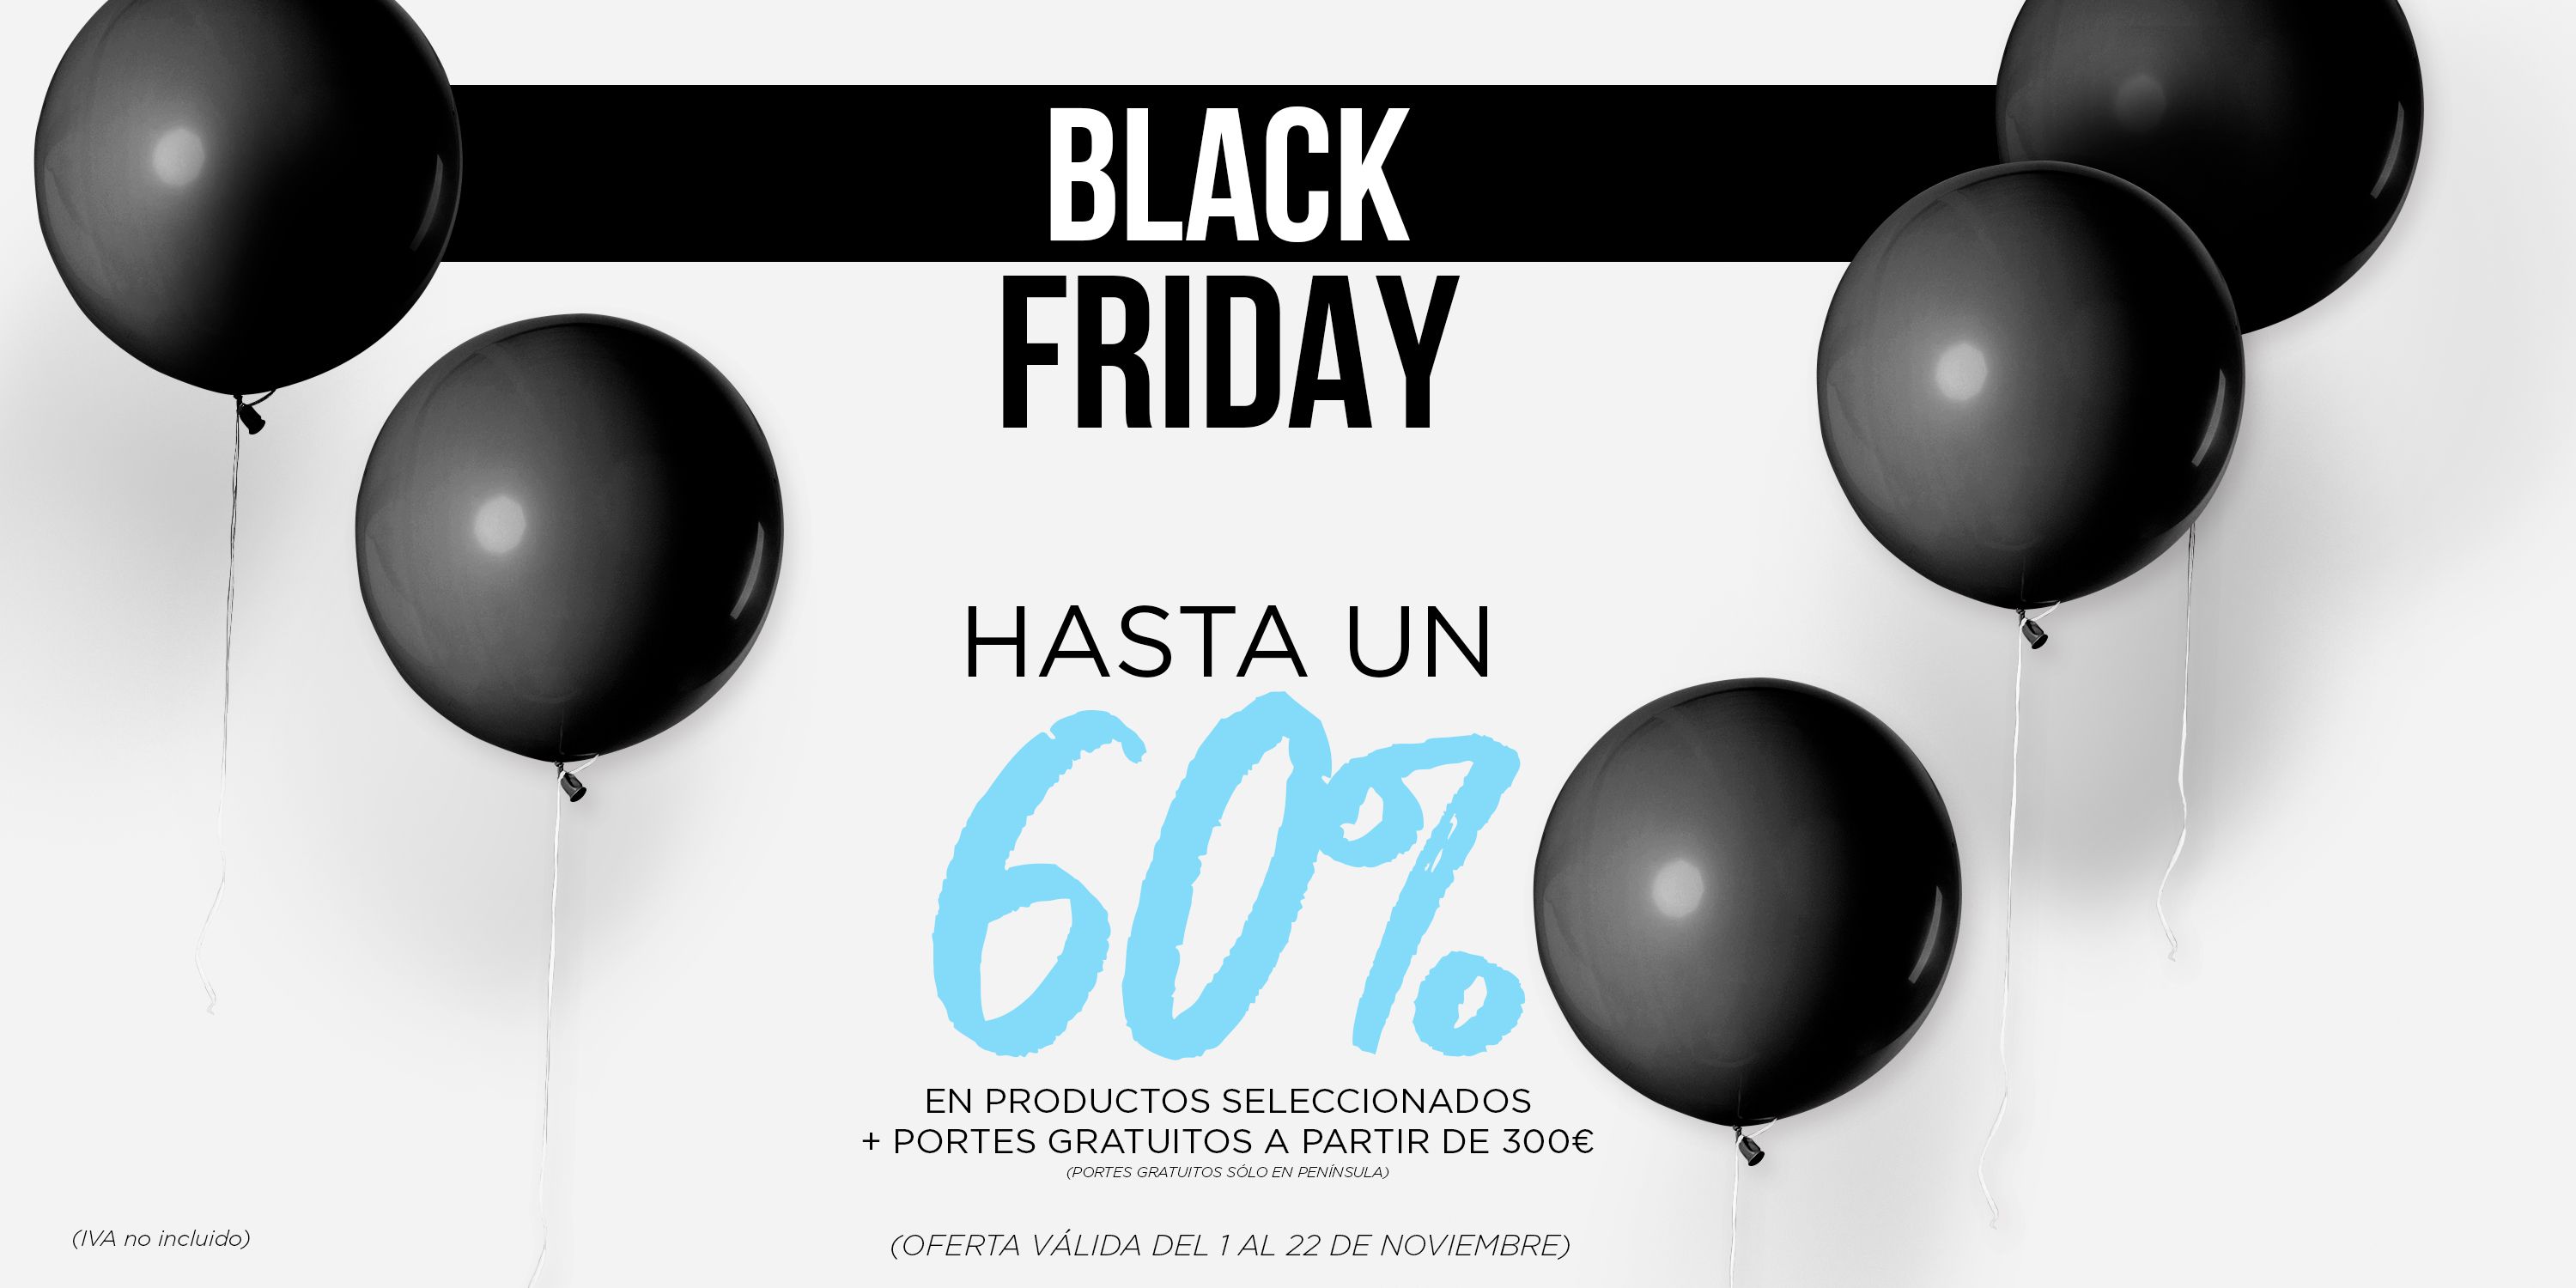 BLACK
FRIDAY
HASTA UN
60%
EN PRODUCTOS SELECCIONADOS
+ PORTES GRATUITOS A PARTIR DE 300€
(PORTES GRATUITOS SÓLO EN PENÍNSULA)
(IVA no incluido)
(OFERTA VÁLIDA DEL 1 AL 22 DE NOVIEMBRE)